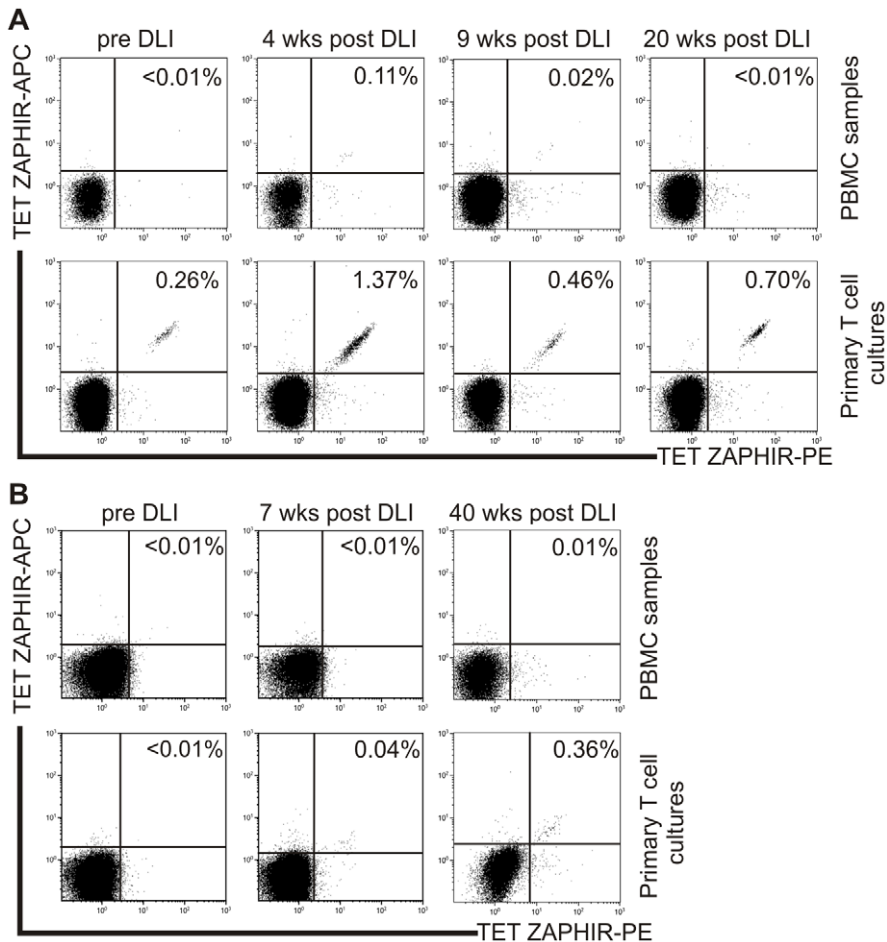 A
pre DLI
4 wks post DLI
9 wks post DLI
20 wks post DLI
TET ZAPHIR-APC
<0.01%
0.11%
0.02%
<0.01%
PBMC samples
0.26%
1.37%
0.46%
0.70%
Primary T cell
cultures
TET ZAPHIR-PE
B
pre DLI
7 wks post DLI
40 wks post DLI
TET ZAPHIR-APC
<0.01%
<0.01%
0.01%
PBMC samples
<0.01%
0.04%
0.36%
Primary T cell
cultures
TET ZAPHIR-PE